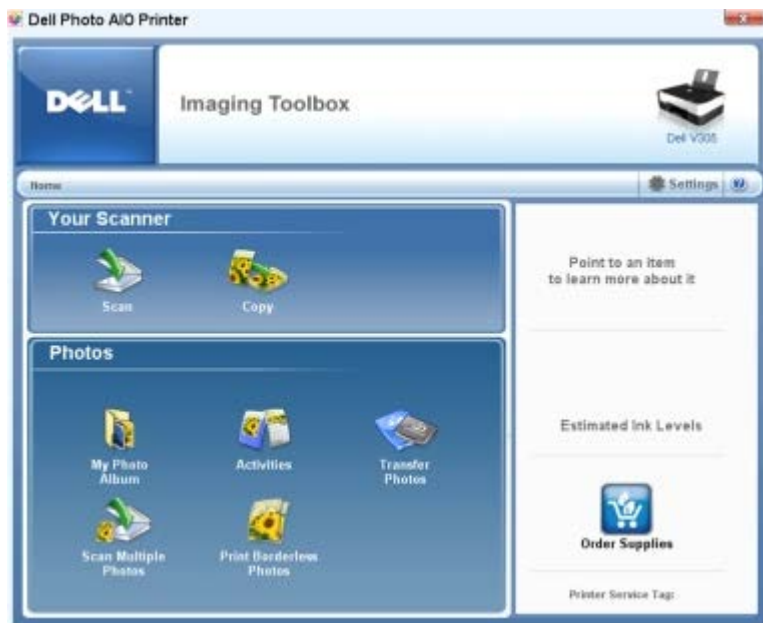 Dell Photo AIO Printer
DELL
Imaging Toolbox
Dell V305
Home
Settings
?
Your Scanner
Scan
Copy
Point to an item
to learn more about it
Photos
My Photo
Album
Activities
Transfer
Photos
Scan Multiple
Photos
Print Borderless
Photos
Estimated Ink Levels
Order Supplies
Printer Service Tag: